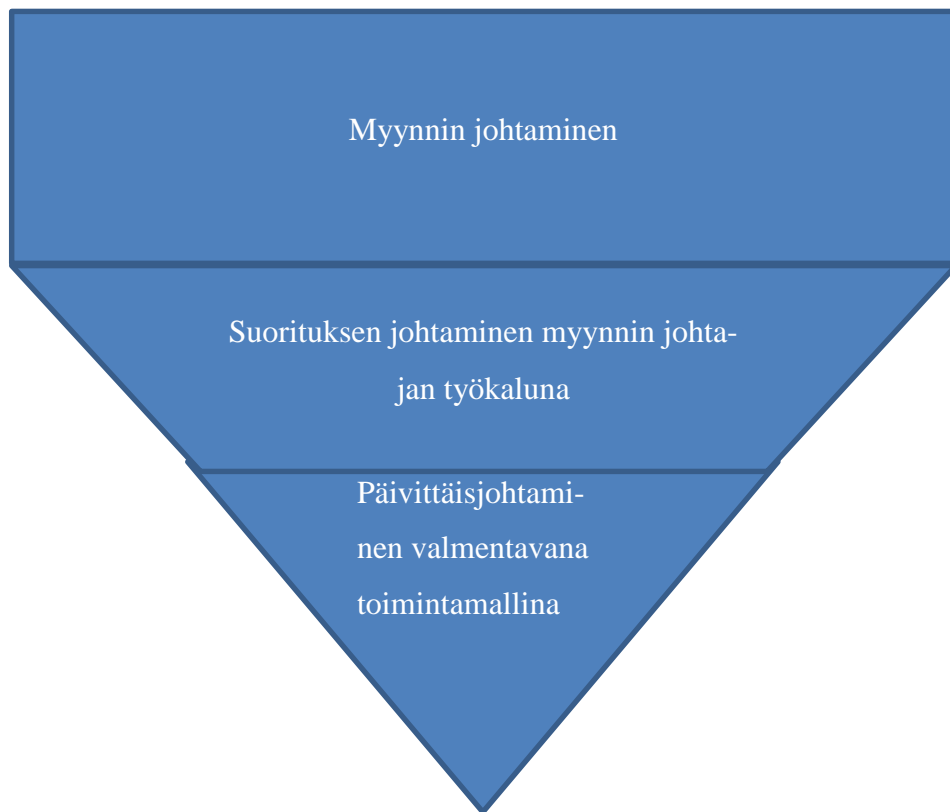 Myynnin johtaminen
Suorituksen johtaminen myynnin johta-
jan työkaluna
Päivittäisjohtami-
nen valmentavana
toimintamallina